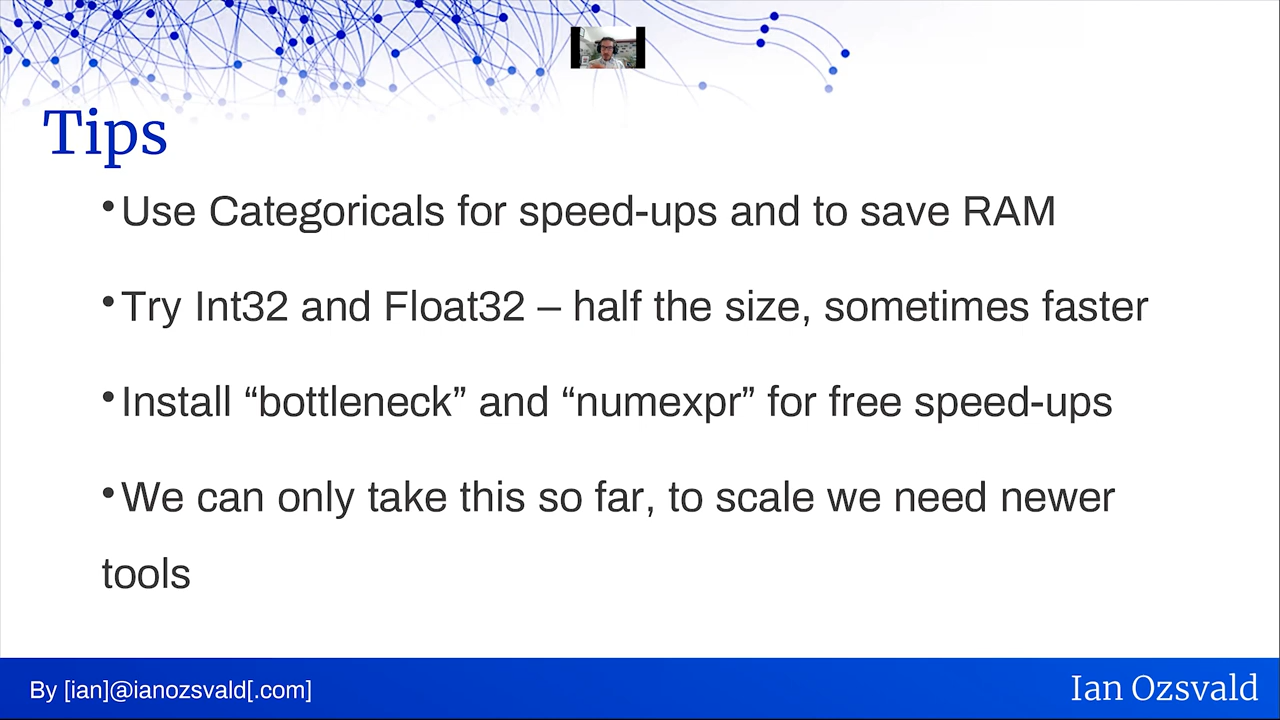 Tips
•Use Categoricals for speed-ups and to save RAM
•Try Int32 and Float32 – half the size, sometimes faster
•Install “bottleneck” and “numexpr” for free speed-ups
•We can only take this so far, to scale we need newer
tools
By [ian]@ianozsvald[.com]
Ian Ozsvald